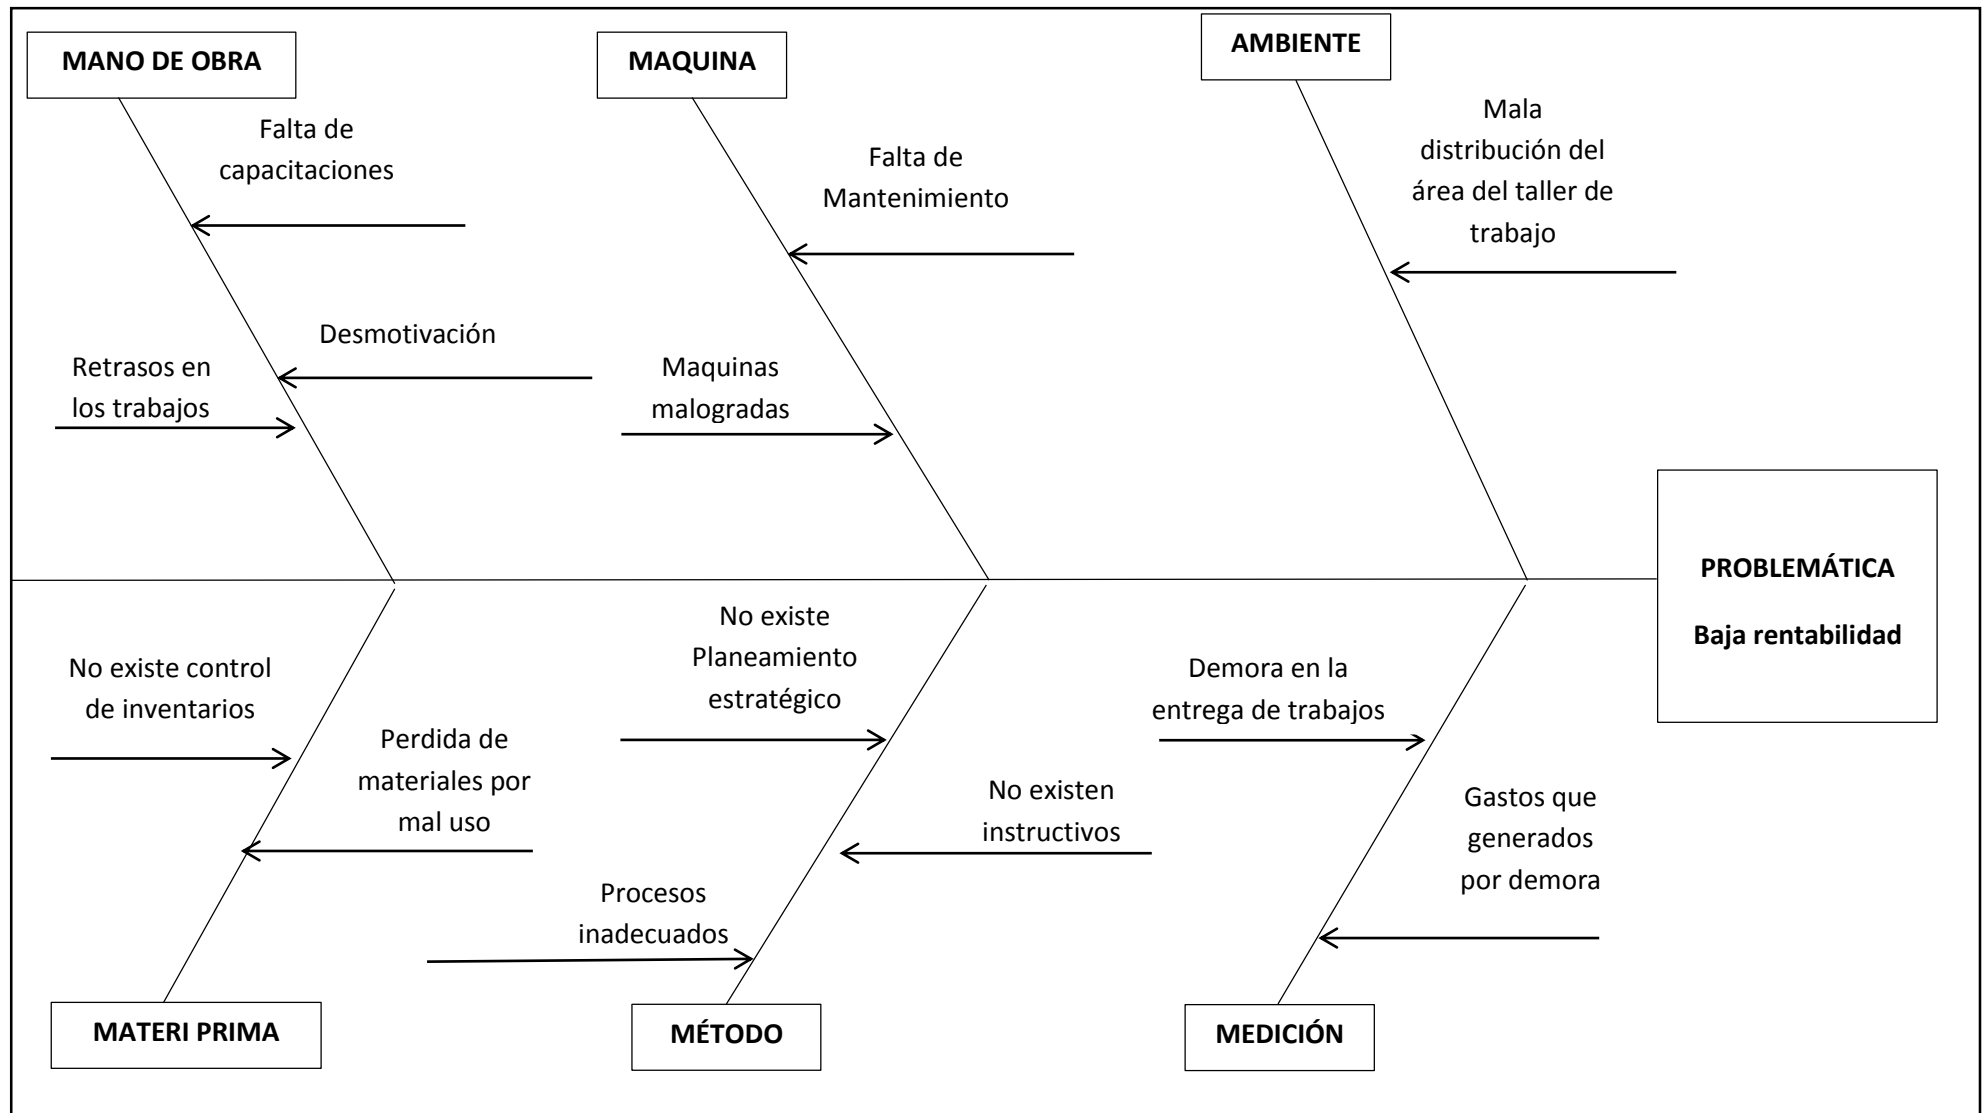 MANO DE OBRA
MAQUINA
AMBIENTE
Falta de
capacitaciones
Desmotivación
Retrasos en
los trabajos
Falta de
Mantenimiento
Maquinas
malogradas
Mala
distribución del
área del taller de
trabajo
PROBLEMÁTICA
Baja rentabilidad
No existe control
de inventarios
Perdida de
materiales por
mal uso
No existe
Planeamiento
estratégico
No existen
instructivos
Procesos
inadecuados
Demora en la
entrega de trabajos
Gastos que
generados
por demora
MATERI PRIMA
MÉTODO
MEDICIÓN